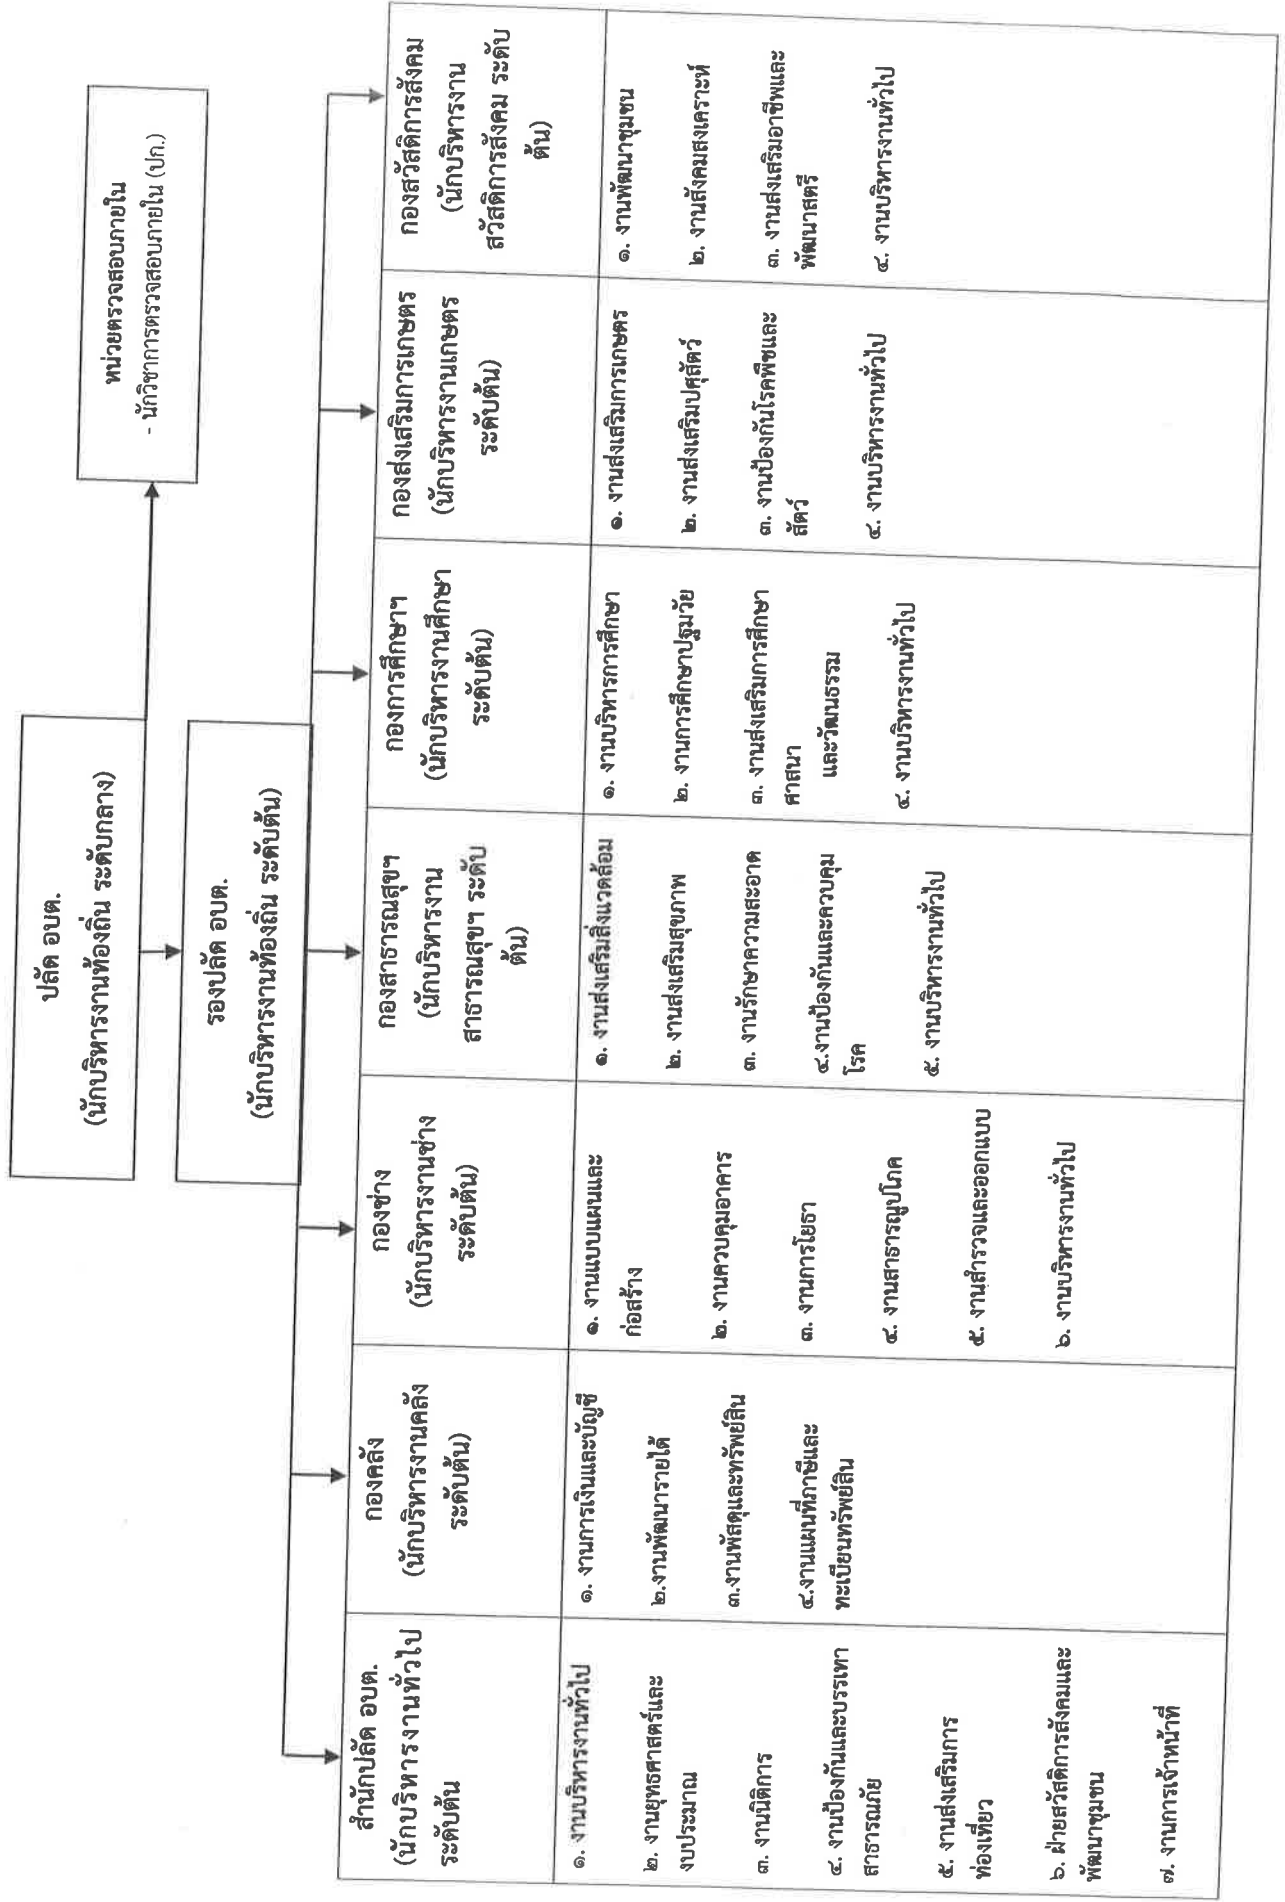 ปลัด อบต.
(นักบริหารงานท้องถิ่น ระดับกลาง)
หน่วยตรวจสอบภายใน
- นักวิชาการตรวจสอบภายใน (ปก.)
รองปลัด อบต.
(นักบริหารงานท้องถิ่น ระดับต้น)
สำนักปลัด อบต.
(นักบริหารงานทั่วไป
ระดับต้น
กองคลัง
(นักบริหารงานคลัง
ระดับต้น)
กองช่าง
(นักบริหารงานช่าง
ระดับต้น)
กองสาธารณสุขฯ
(นักบริหารงาน
สาธารณสุขฯ ระดับ
ต้น)
กองการศึกษาฯ
(นักบริหารงานศึกษา
ระดับต้น)
กองส่งเสริมการเกษตร
(นักบริหารงานเกษตร
ระดับต้น)
กองสวัสดิการสังคม
(นักบริหารงาน
สวัสดิการสังคม ระดับ
ต้น)
๑. งานบริหารงานทั่วไป
๒. งานยุทธศาสตร์และ
งบประมาณ
๓. งานนิติการ
๔. งานป้องกันและบรรเทา
สาธารณภัย
๕. งานส่งเสริมการ
ท่องเที่ยว
๖. ฝ่ายสวัสดิการสังคมและ
พัฒนาชุมชน
๗. งานการเจ้าหน้าที่
๑. งานการเงินและบัญชี
๒.งานพัฒนารายได้
๓.งานพัสดุและทรัพย์สิน
๔.งานแผนที่ภาษีและ
ทะเบียนทรัพย์สิน
๑. งานแบบแผนและ
ก่อสร้าง
๒. งานควบคุมอาคาร
๓. งานการโยธา
๔. งานสาธารณูปโภค
๕. งานสำรวจและออกแบบ
๖. งานบริหารงานทั่วไป
๑. งานส่งเสริมสิ่งแวดล้อม
๒. งานส่งเสริมสุขภาพ
๓. งานรักษาความสะอาด
๔.งานป้องกันและควบคุม
โรค
๕. งานบริหารงานทั่วไป
๑. งานบริหารการศึกษา
๒. งานการศึกษาปฐมวัย
๓. งานส่งเสริมการศึกษา
ศาสนา
และวัฒนธรรม
๔. งานบริหารงานทั่วไป
๑. งานส่งเสริมการเกษตร
๒. งานส่งเสริมปศุสัตว์
๓. งานป้องกันโรคพืชและ
สัตว์
๔. งานบริหารงานทั่วไป
๑. งานพัฒนาชุมชน
๒. งานสังคมสงเคราะห์
๓. งานส่งเสริมอาชีพและ
พัฒนาสตรี
๔. งานบริหารงานทั่วไป